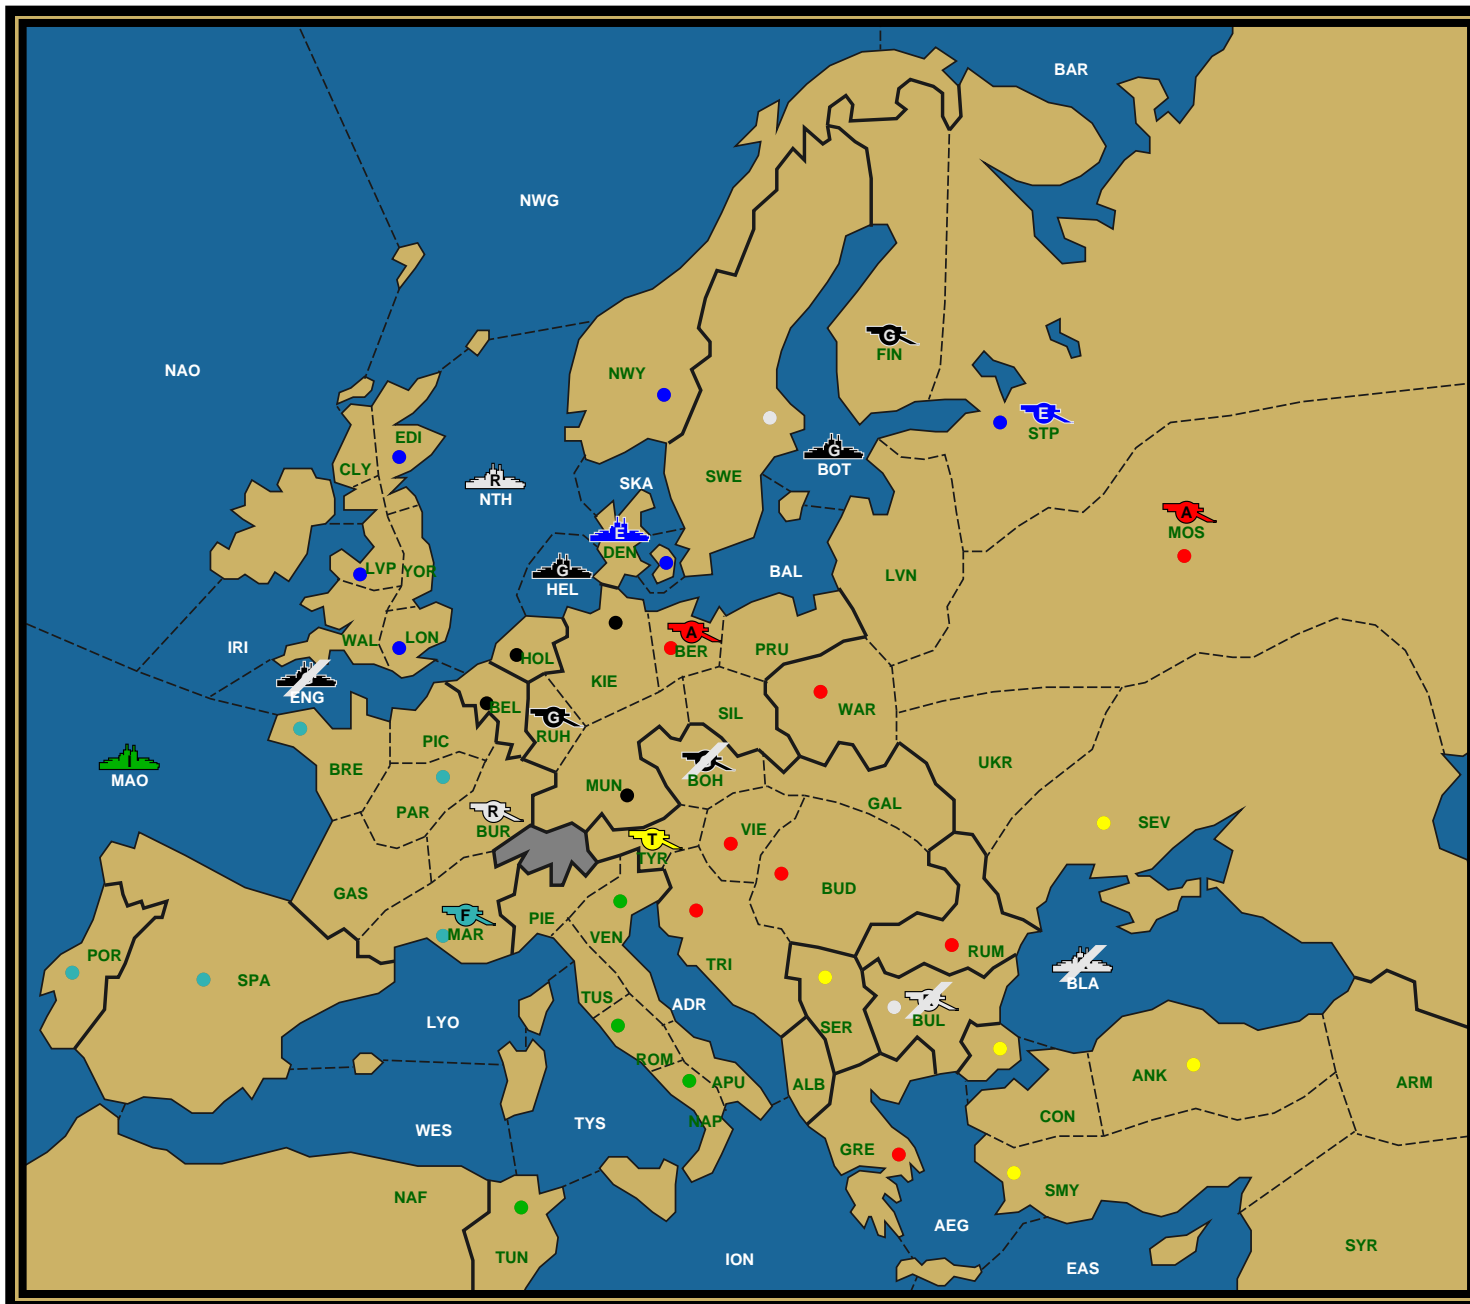 BAR
NWG
G
FIN
NAO
NWY
E
STP
EDI
CLY
G
BOT
SWE
SKA
R
NTH
A
MOS
E
DEN
G
HEL
BAL
LVN
LVP
YOR
IRI
WAL
LON
A
BER
PRU
HOL
KIE
ENG
BEL
G
RUH
SIL
WAR
PIC
I
MAO
BRE
BOH
UKR
MUN
GAL
PAR
R
BUR
VIE
SEV
T
TYR
BUD
GAS
F
MAR
PIE
VEN
POR
SPA
TRI
RUM
BLA
TUS
ADR
LYO
SER
BUL
ROM
APU
ALB
ANK
ARM
CON
NAP
WES
TYS
GRE
NAF
SMY
AEG
TUN
ION
EAS
SYR